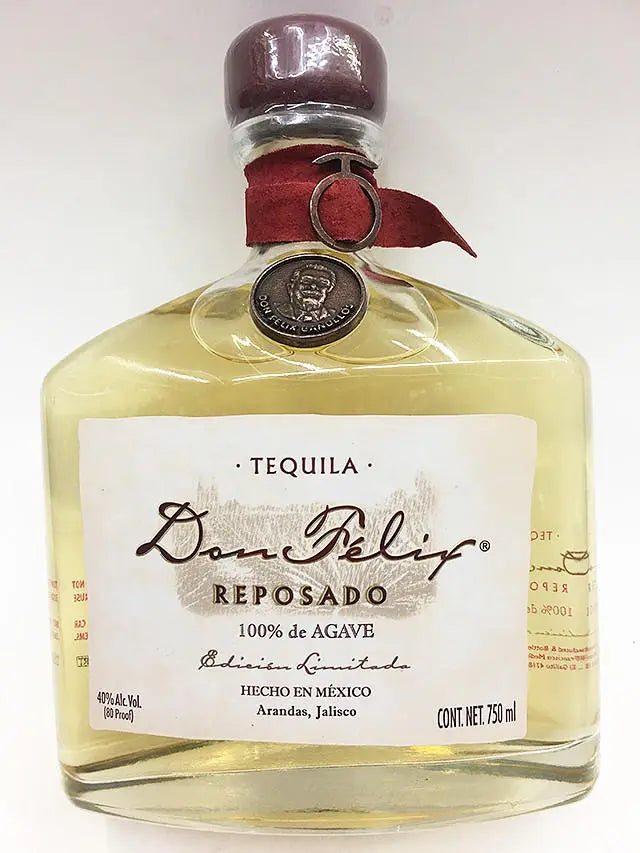 DON FELIX BAÑUELOS
· TEQUILA ·
Don Félix®
REPOSADO
100% de AGAVE
Edición Limitada
HECHO EN MÉXICO
Arandas, Jalisco
40% Alc. Vol.
(80 Proof)
CONT. NET. 750 ml